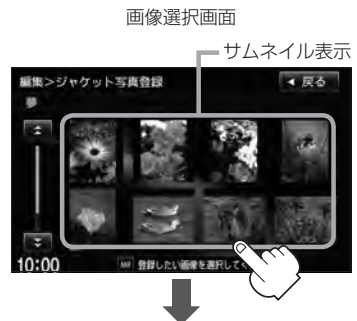 画像選択画面
サムネイル表示
編集>ジャケット写真登録
◀ 戻る
夢
10:00
登録したい画像を選択してく